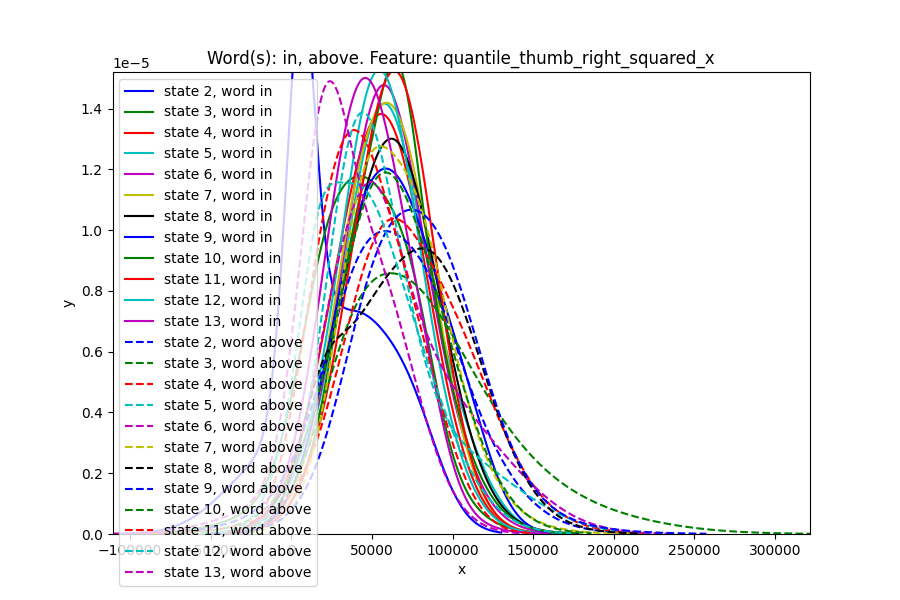 Word(s): in, above. Feature: quantile_thumb_right_squared_x
1e−5
1.4
1.2
1.0
0.8
0.6
0.4
0.2
0.0
y
state 2, word in
state 3, word in
state 4, word in
state 5, word in
state 6, word in
state 7, word in
state 8, word in
state 9, word in
state 10, word in
state 11, word in
state 12, word in
state 13, word in
state 2, word above
state 3, word above
state 4, word above
state 5, word above
state 6, word above
state 7, word above
state 8, word above
state 9, word above
state 10, word above
state 11, word above
state 12, word above
state 13, word above
−100000 −50000 0 50000 100000 150000 200000 250000 300000
x